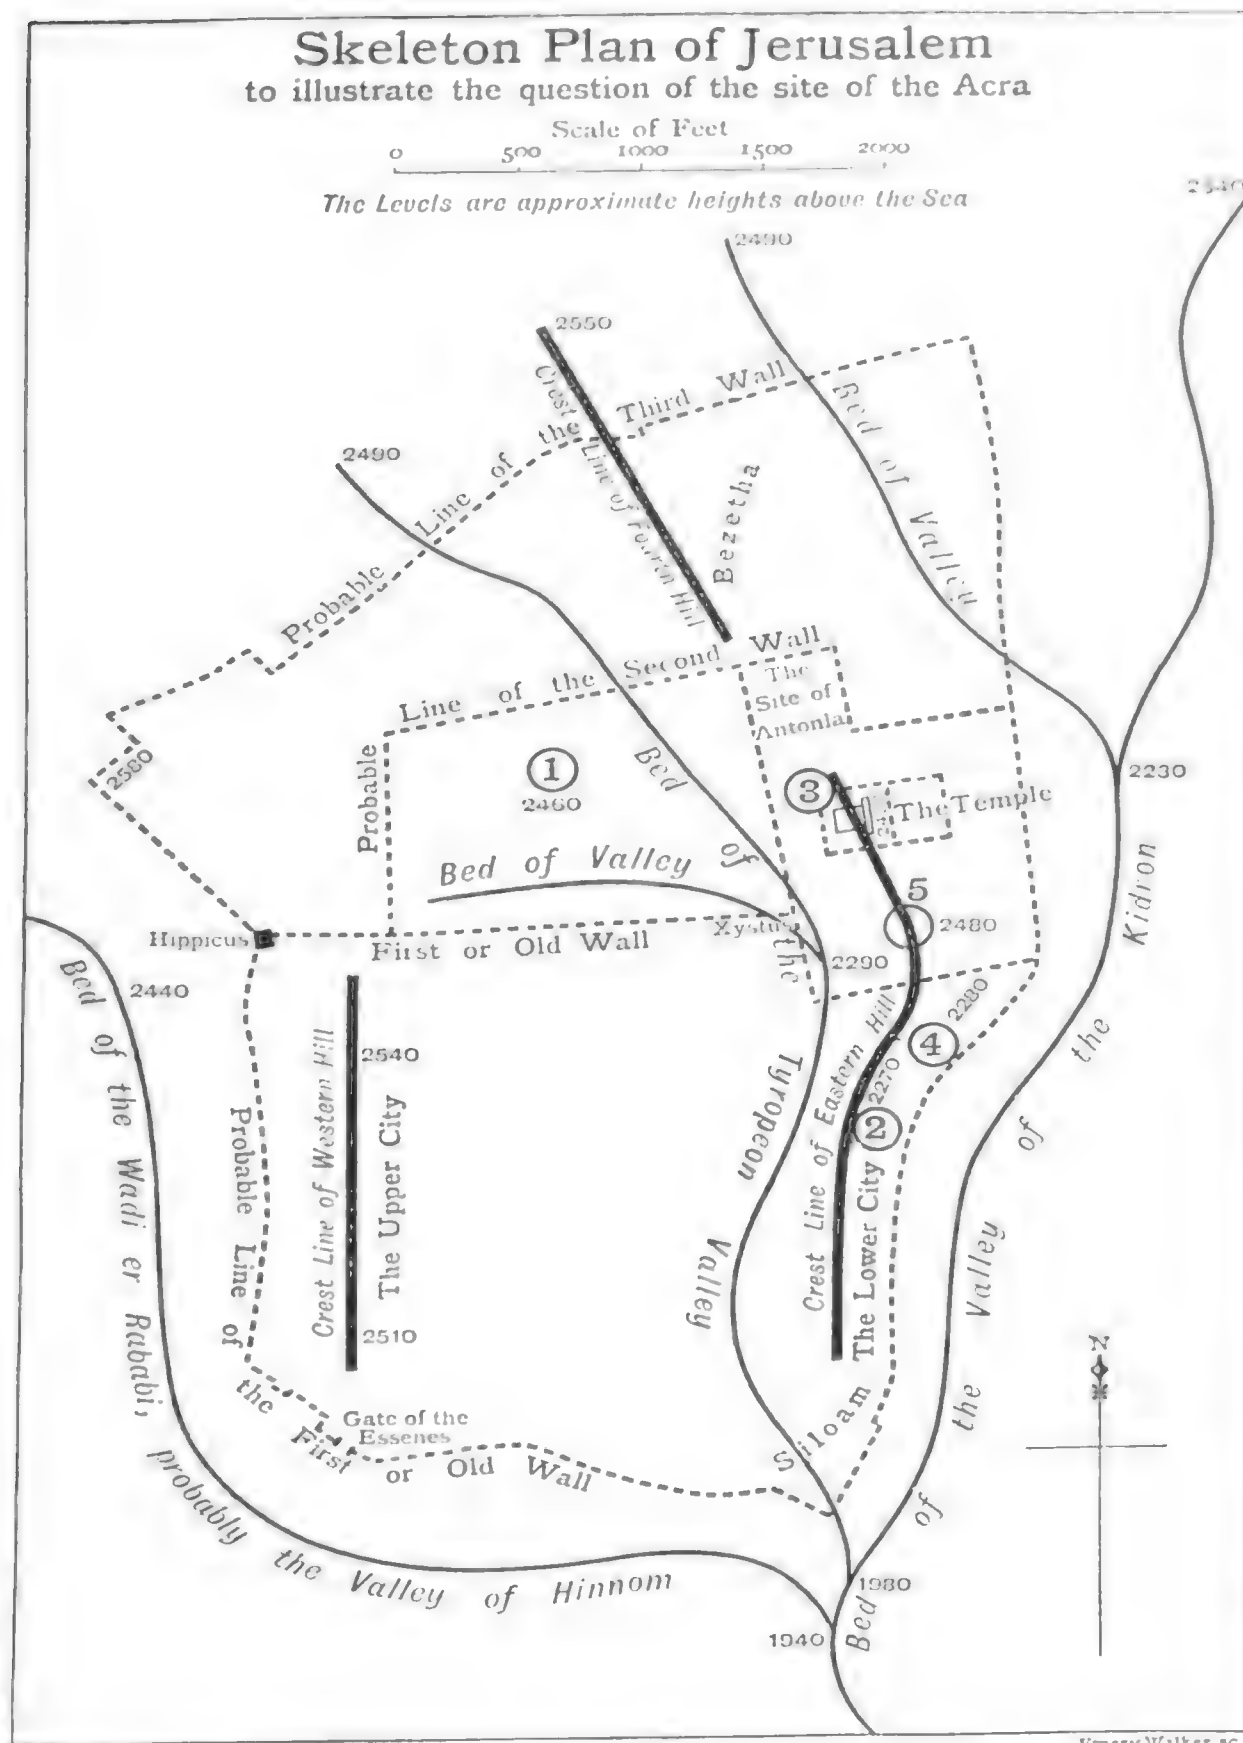 Skeleton Plan of Jerusalem
to illustrate the question of the site of the Acra
Scale of Feet
0 500 1000 1500 2000
The Levels are approximate heights above the Sea
2540
2490
2550
Probable Line of the Third Wall
Crest Line of Fourth Hill
Bed of Valley
2490
Bezetha
Probable Line of the Second Wall
The
Site of
Antonia
2580
1
2460
Bed of the Tyropeon Valley
3
The Temple
2230
Bed of Valley
5
2480
Hippicus
First or Old Wall
Xystus
2290
2440
2280
4
2540
2270
2
Bed of the Wadi er Rababi, probably the Valley of Hinnom
Probable Line of the First or Old Wall
Crest Line of Western Hill
The Upper City
2510
Crest Line of Eastern Hill
The Lower City
Gate of the
Essenes
Siloam
N
Bed of the Valley of the Kidron
1980
1940
Emery Walker sc.